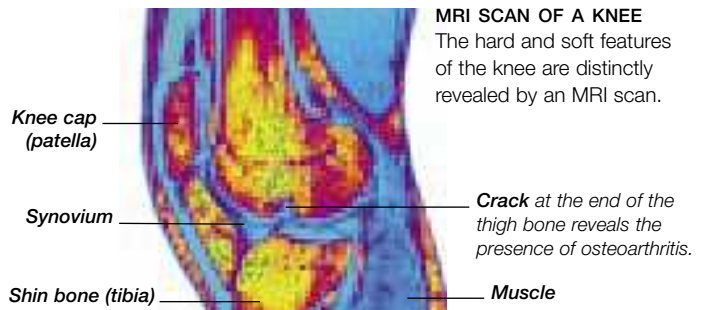 MRI SCAN OF A KNEE
The hard and soft features
of the knee are distinctly
revealed by an MRI scan.
Knee cap
(patella)
Synovium
Shin bone (tibia)
Crack at the end of the
thigh bone reveals the
presence of osteoarthritis.
Muscle